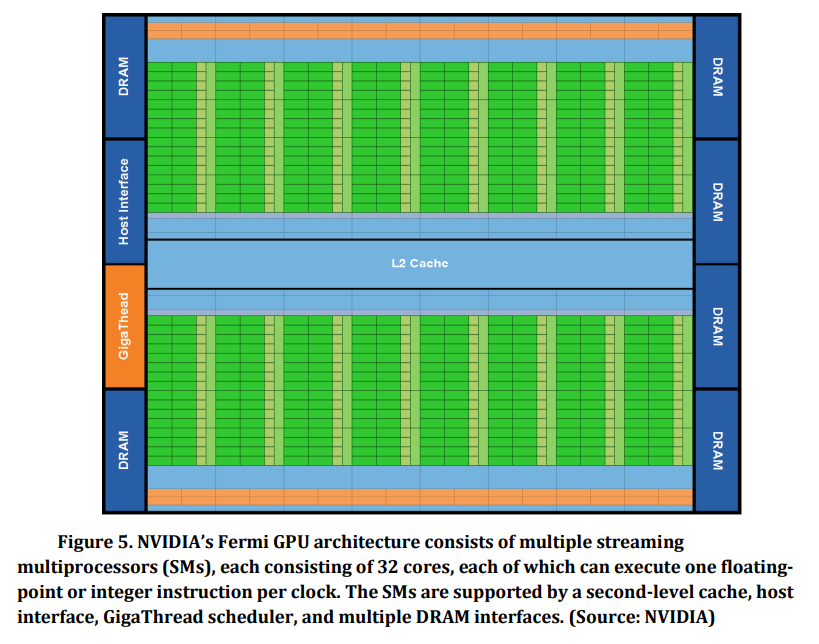 DRAM
Host Interface
GigaThead
DRAM
L2 Cache
DRAM
DRAM
DRAM
DRAM
Figure 5. NVIDIA’s Fermi GPU architecture consists of multiple streaming
multiprocessors (SMs), each consisting of 32 cores, each of which can execute one floating-
point or integer instruction per clock. The SMs are supported by a second-level cache, host
interface, GigaThread scheduler, and multiple DRAM interfaces. (Source: NVIDIA)